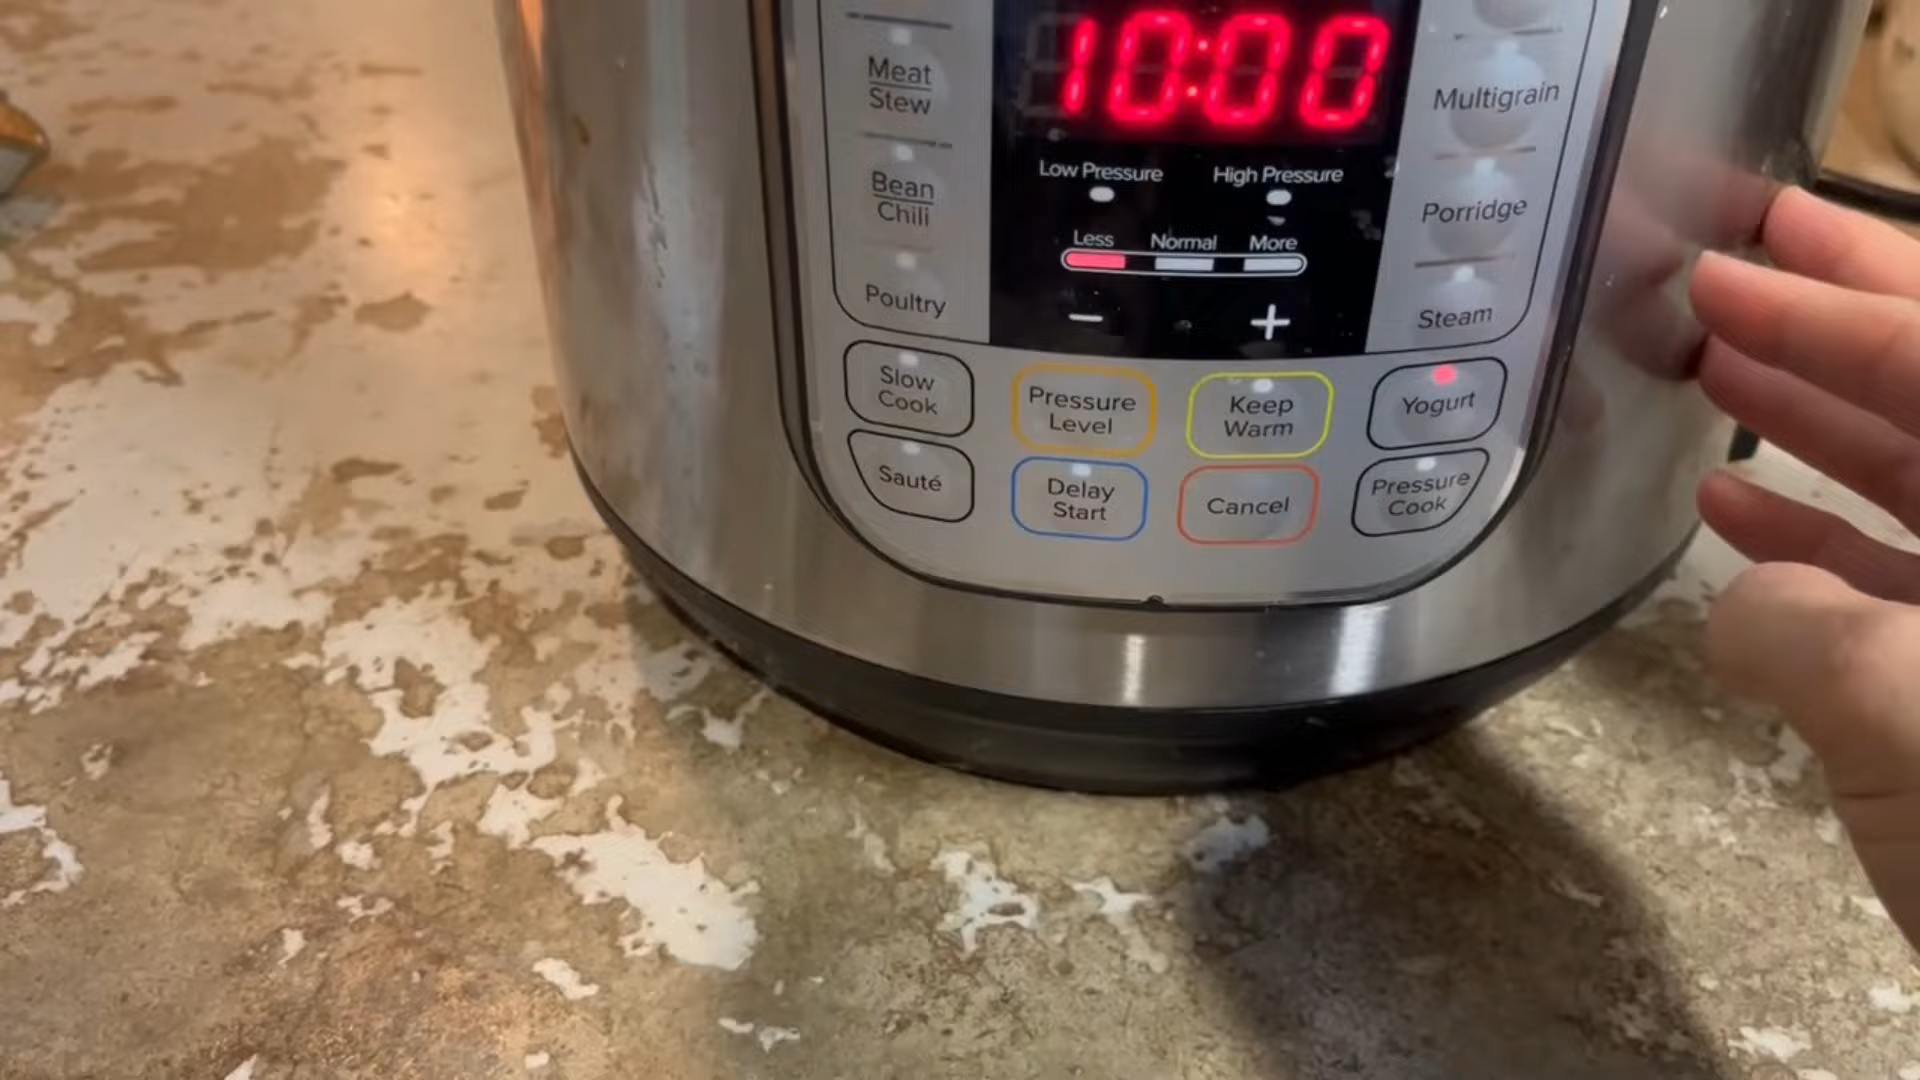 10:00
Meat
Stew
Bean
Chili
Poultry
Low Pressure
High Pressure
Less
Normal
More
−
+
Multigrain
Porridge
Steam
Slow
Cook
Sauté
Pressure
Level
Keep
Warm
Delay
Start
Cancel
Yogurt
Pressure
Cook